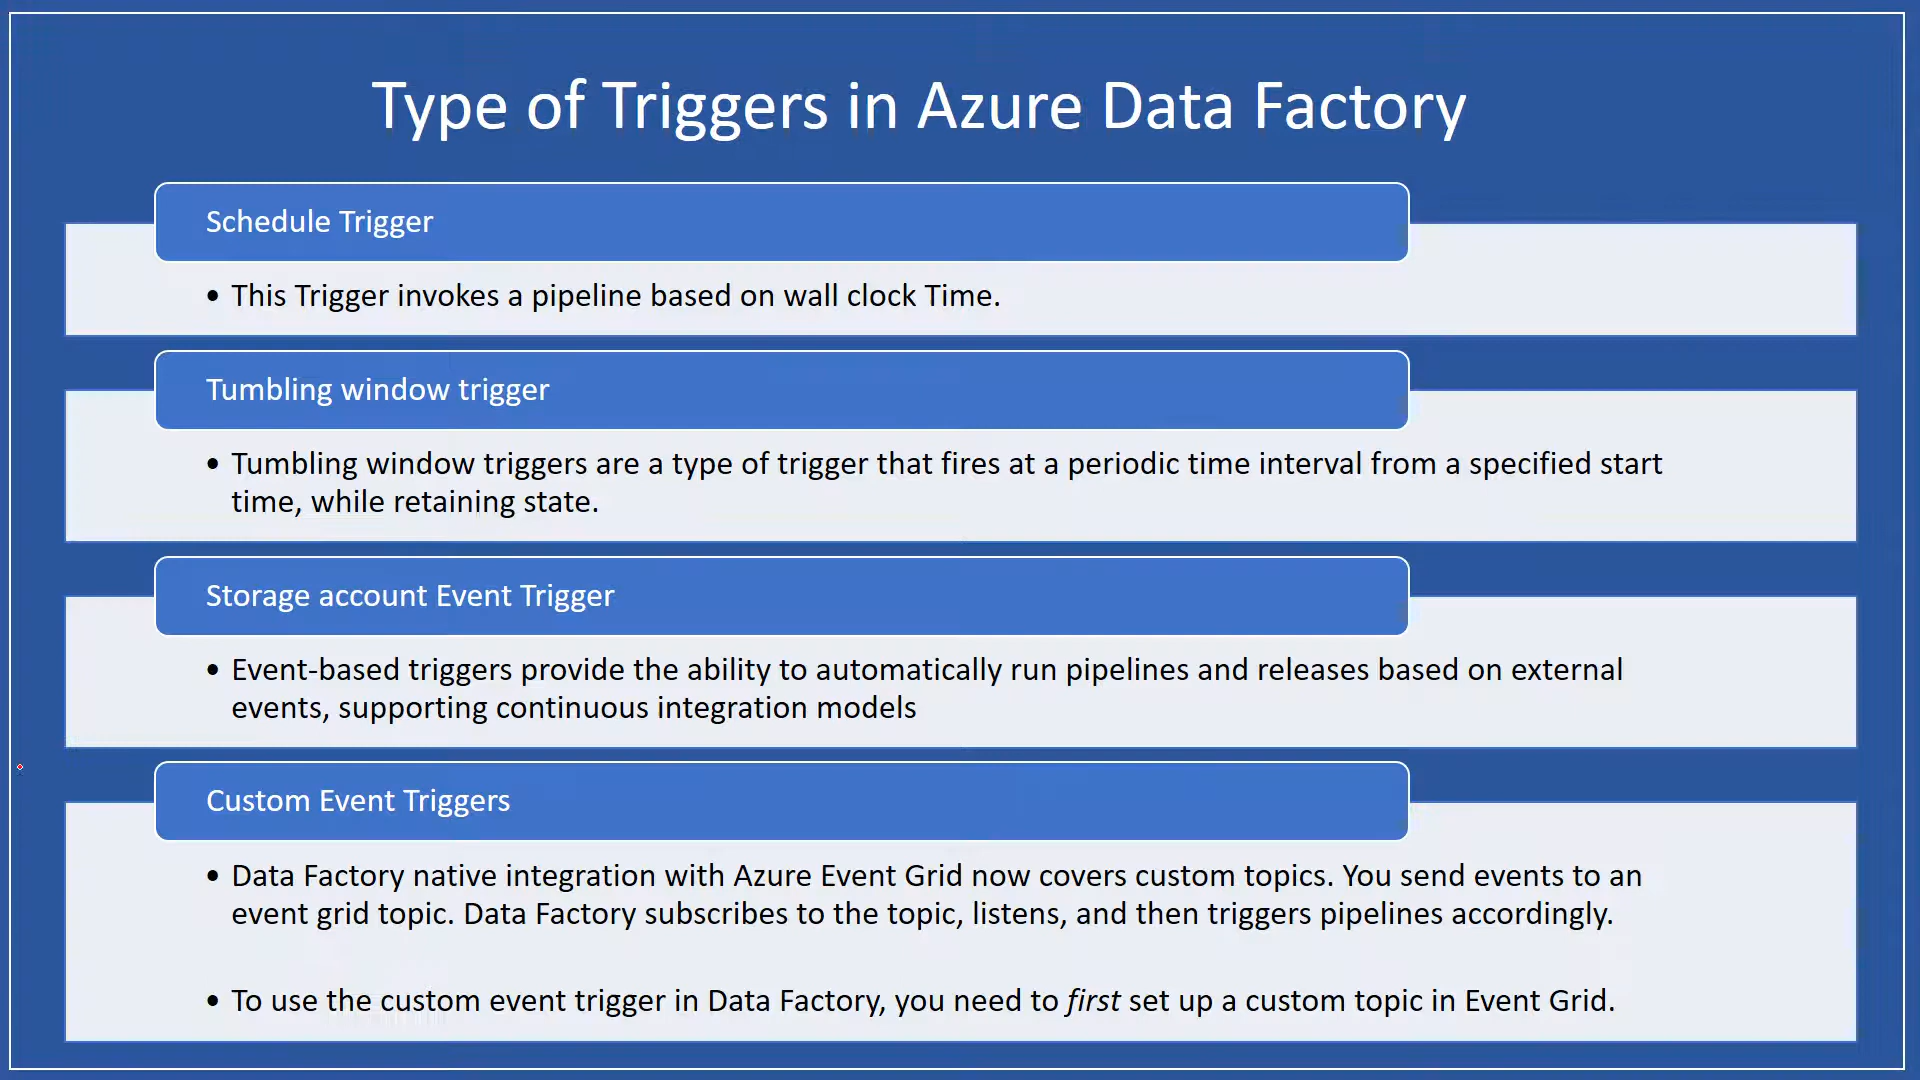 Type of Triggers in Azure Data Factory
Schedule Trigger
• This Trigger invokes a pipeline based on wall clock Time.
Tumbling window trigger
• Tumbling window triggers are a type of trigger that fires at a periodic time interval from a specified start
time, while retaining state.
Storage account Event Trigger
• Event-based triggers provide the ability to automatically run pipelines and releases based on external
events, supporting continuous integration models
Custom Event Triggers
• Data Factory native integration with Azure Event Grid now covers custom topics. You send events to an
event grid topic. Data Factory subscribes to the topic, listens, and then triggers pipelines accordingly.
• To use the custom event trigger in Data Factory, you need to first set up a custom topic in Event Grid.